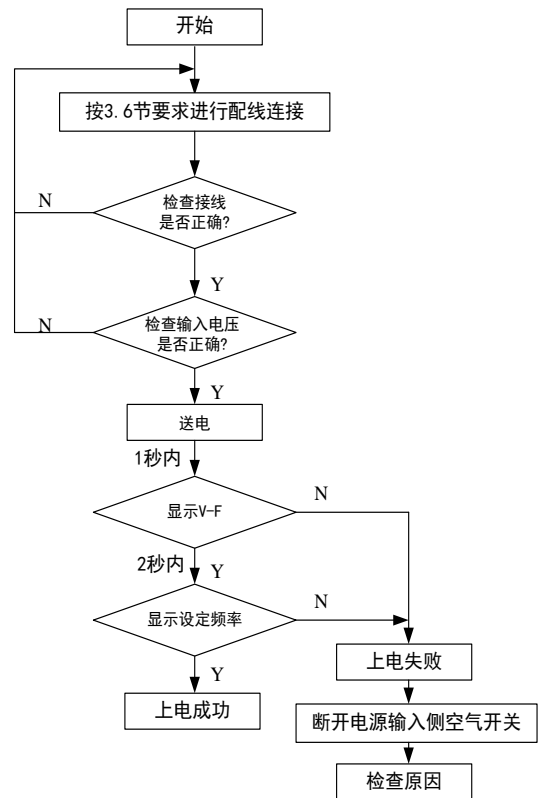 开始
按3.6节要求进行配线连接
检查接线
是否正确?
N
Y
检查输入电压
是否正确?
N
Y
送电
1秒内
显示V-F
N
2秒内
Y
显示设定频率
N
Y
上电失败
上电成功
断开电源输入侧空气开关
检查原因